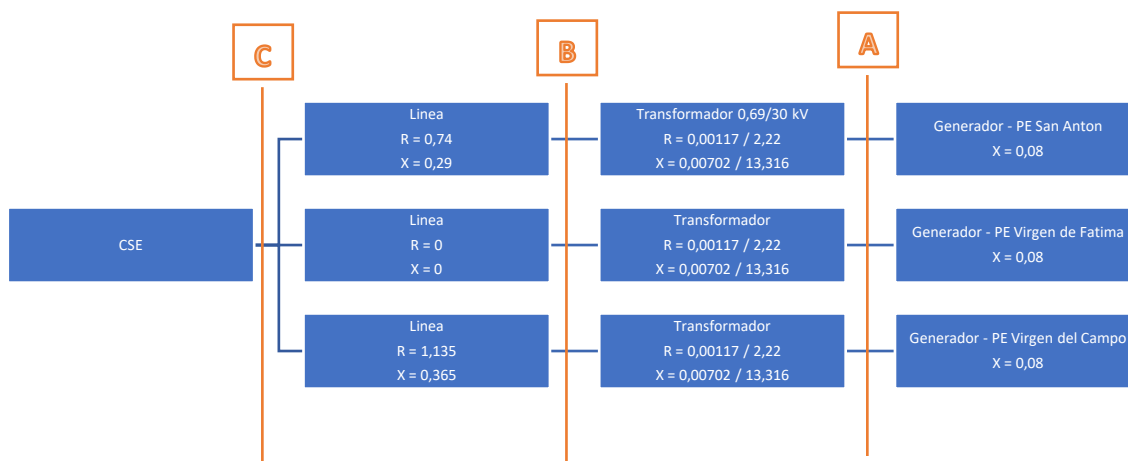 C
B
A
Linea
R = 0,74
X = 0,29
Transformador 0,69/30 kV
R = 0,00117 / 2,22
X = 0,00702 / 13,316
Generador - PE San Anton
X = 0,08
CSE
Linea
R = 0
X = 0
Transformador
R = 0,00117 / 2,22
X = 0,00702 / 13,316
Generador - PE Virgen de Fatima
X = 0,08
Linea
R = 1,135
X = 0,365
Transformador
R = 0,00117 / 2,22
X = 0,00702 / 13,316
Generador - PE Virgen del Campo
X = 0,08